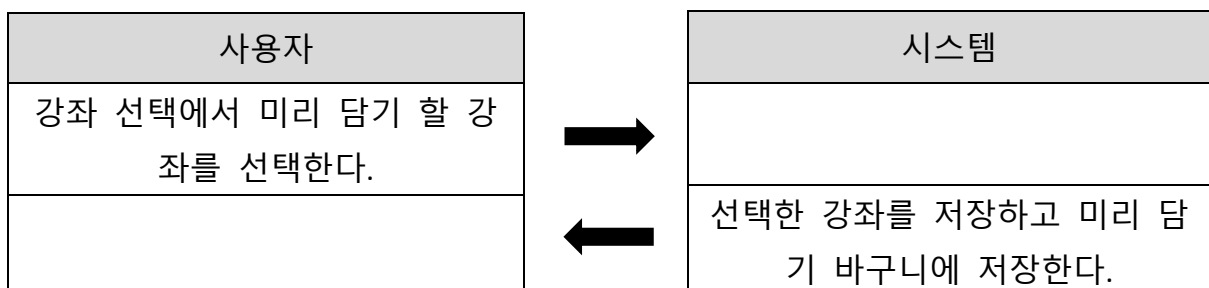 사용자
시스템
강좌 선택에서 미리 담기 할 강
좌를 선택한다.
선택한 강좌를 저장하고 미리 담
기 바구니에 저장한다.